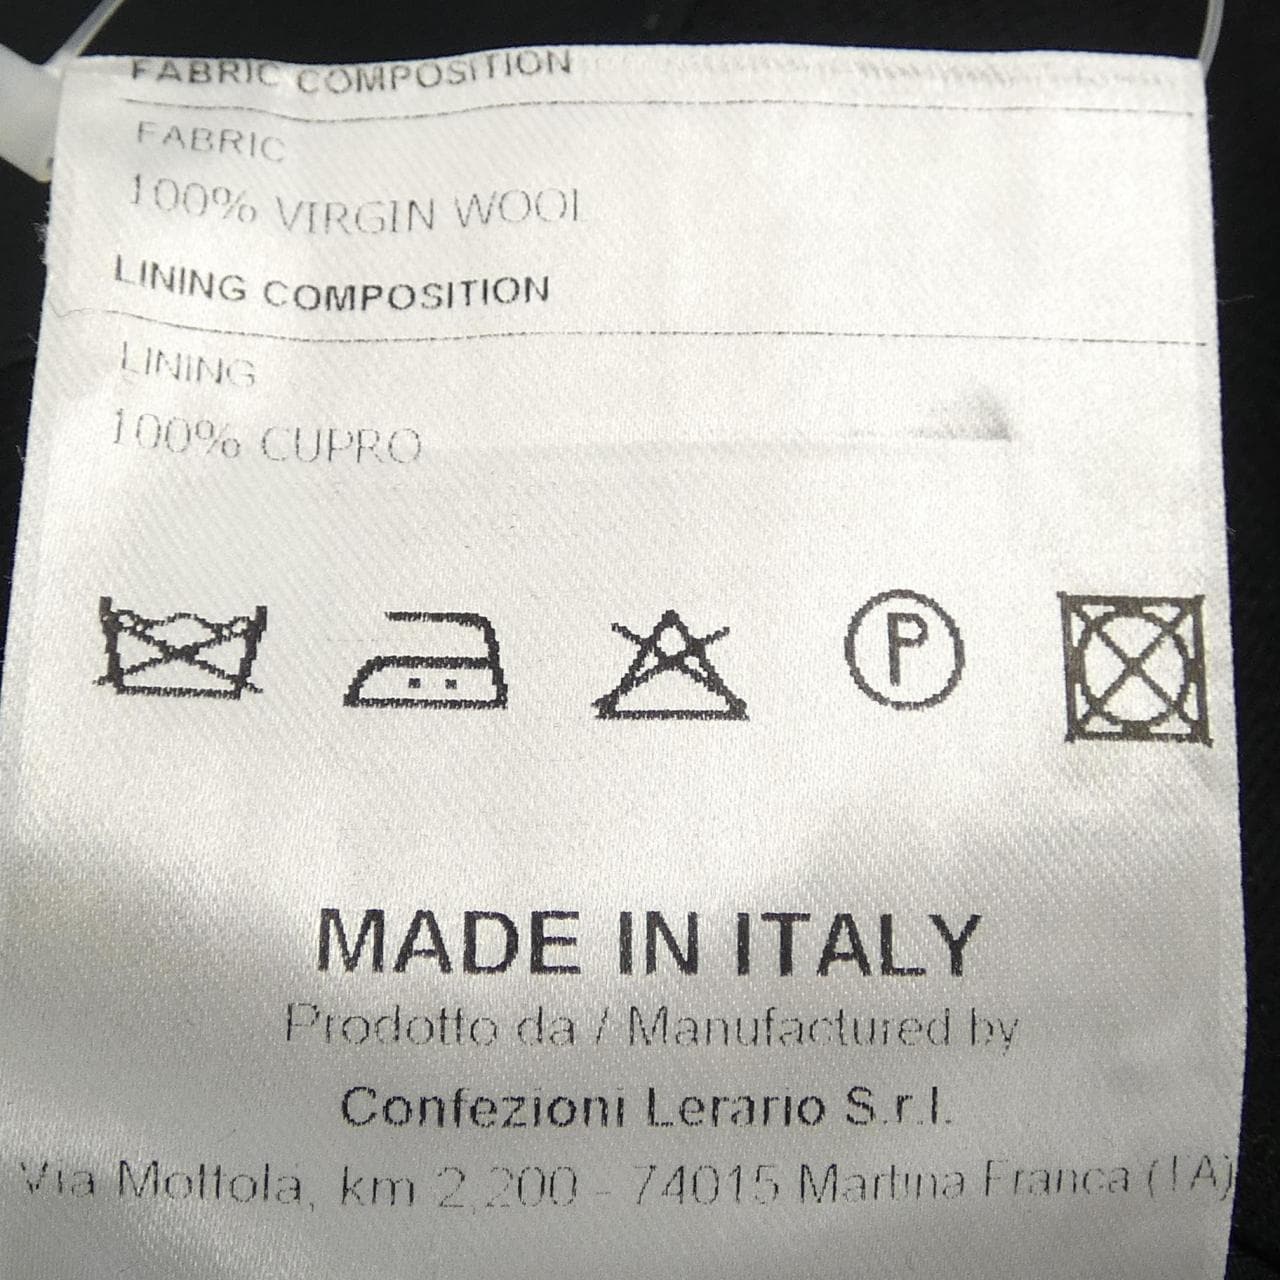 FABRIC COMPOSITION
FABRIC
100% VIRGIN WOOL
LINING COMPOSITION
LINING
100% CUPRO
P
MADE IN ITALY
Prodotto da / Manufactured by
Confezioni Lerario S.r.l.
Via Mottola, km 2,200 - 74015 Martina Franca (TA)